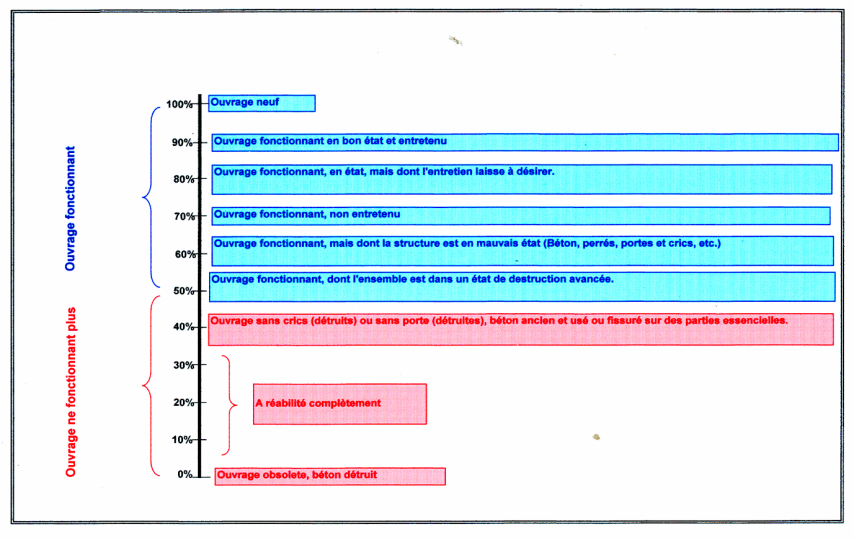 100%
Ouvrage neuf
90%
Ouvrage fonctionnant en bon état et entretenu
80%
Ouvrage fonctionnant, en état, mais dont l'entretien laisse à désirer.
70%
Ouvrage fonctionnant, non entretenu
60%
Ouvrage fonctionnant, mais dont la structure est en mauvais état (Béton, perrés, portes et crics, etc.)
50%
Ouvrage fonctionnant, dont l'ensemble est dans un état de destruction avancée.
40%
Ouvrage sans crics (détruits) ou sans porte (détruites), béton ancien et usé ou fissuré sur des parties essencielles.
30%
20%
A réabilité complètement
10%
0%
Ouvrage obsolete, béton détruit
Ouvrage fonctionnant
Ouvrage ne fonctionnant plus